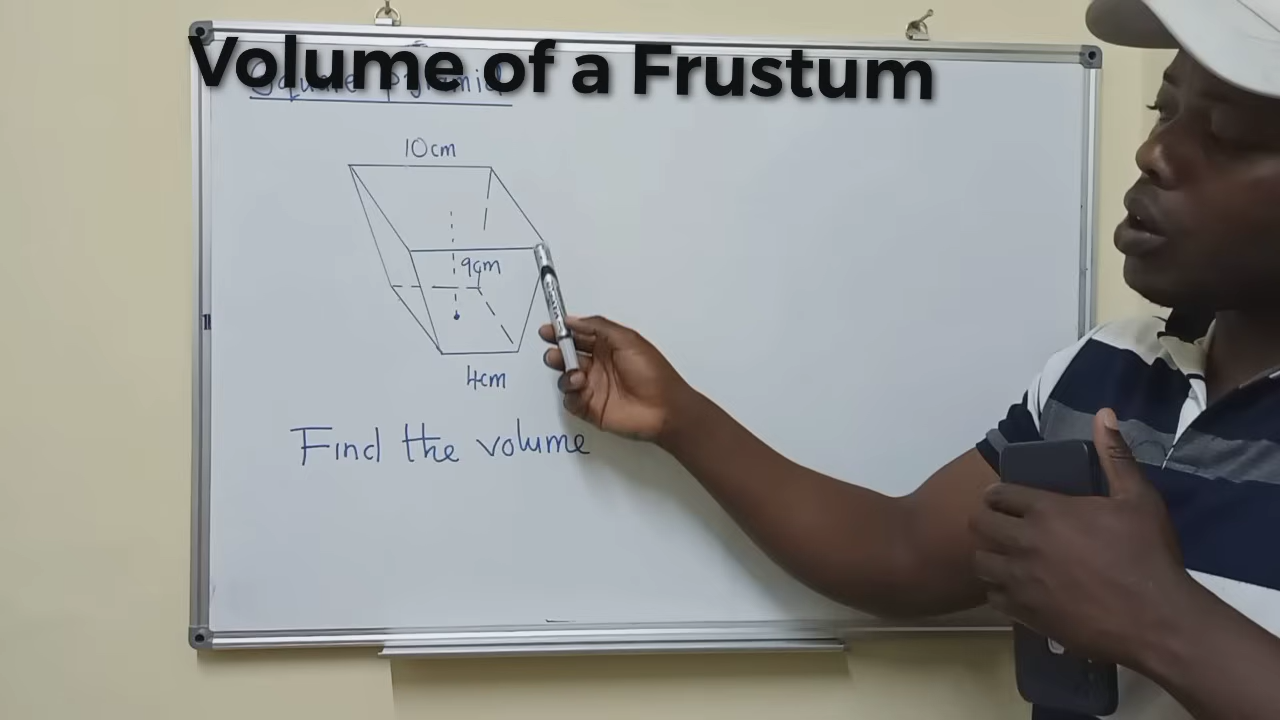 Volume of a Frustum
Square Pyramid
10cm
9cm
4cm
Find the volume